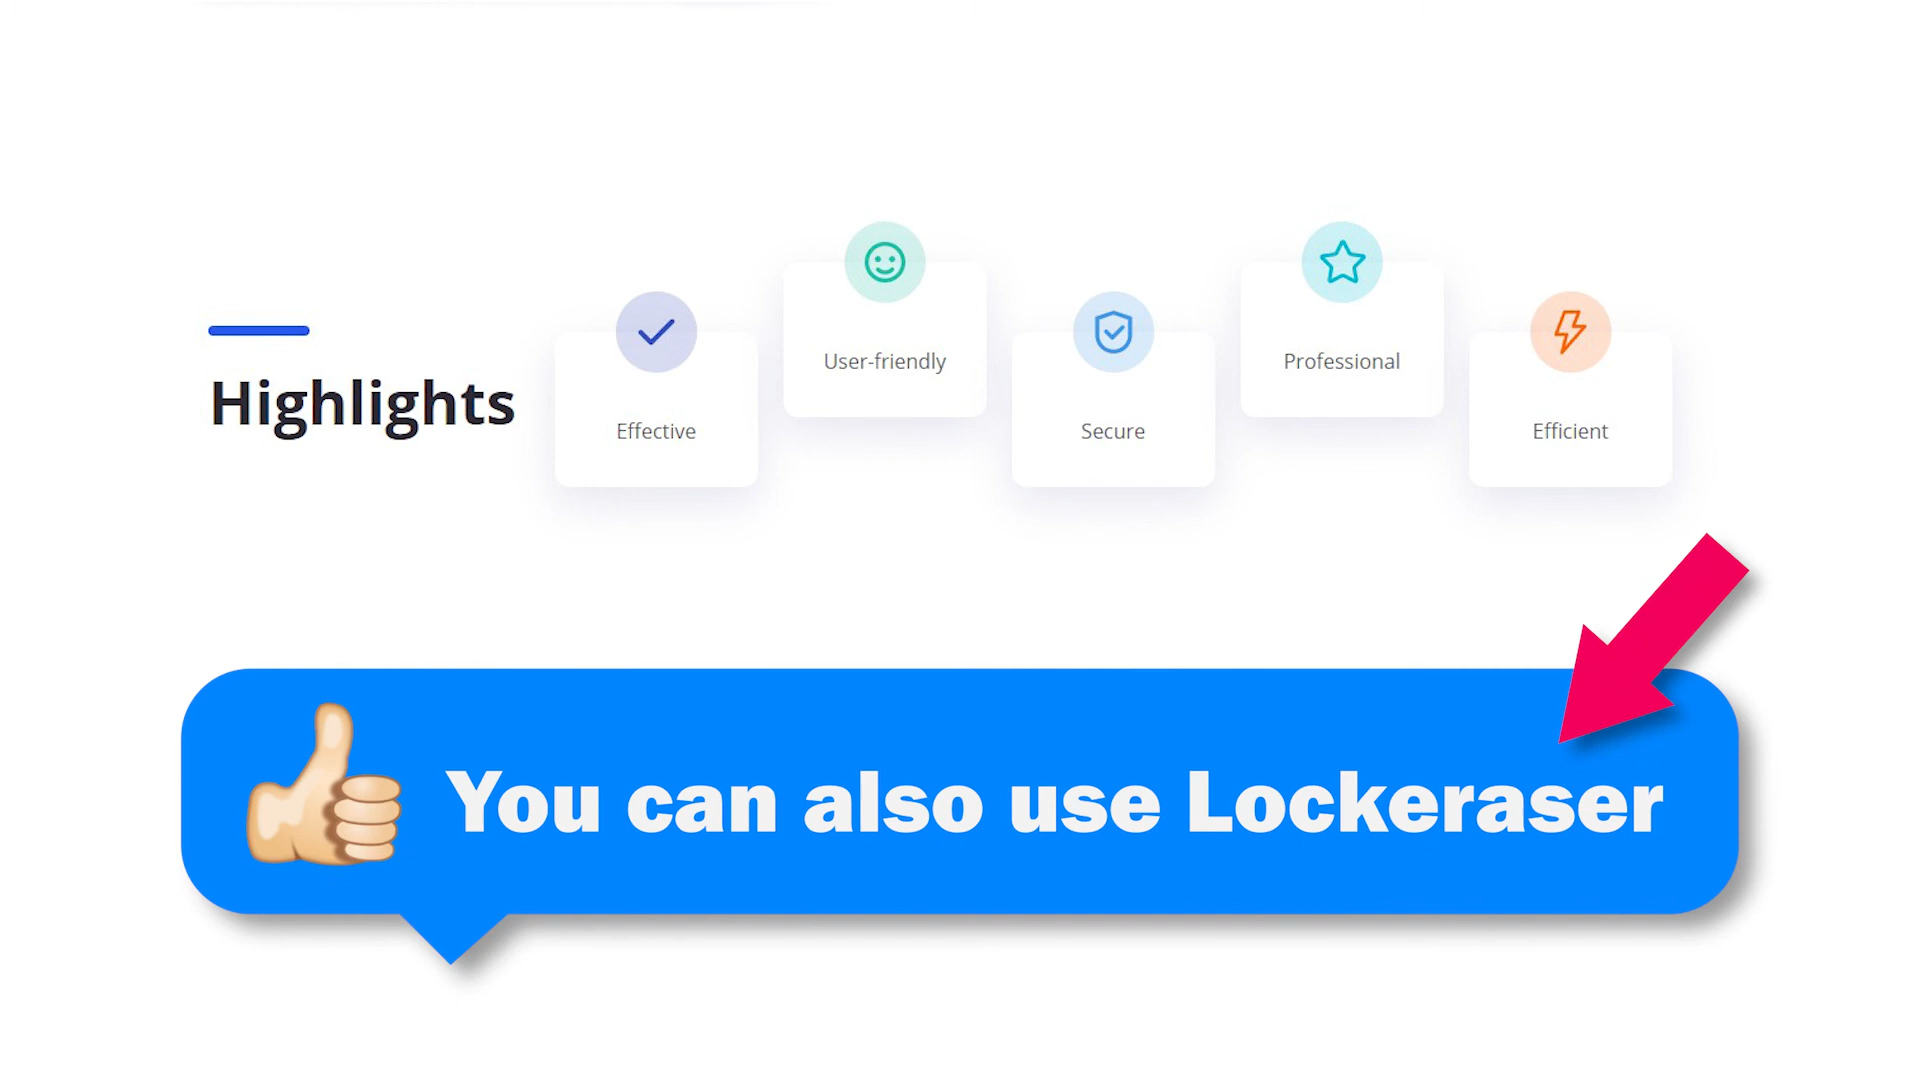 Highlights
Effective
User-friendly
Secure
Professional
Efficient
You can also use Lockeraser